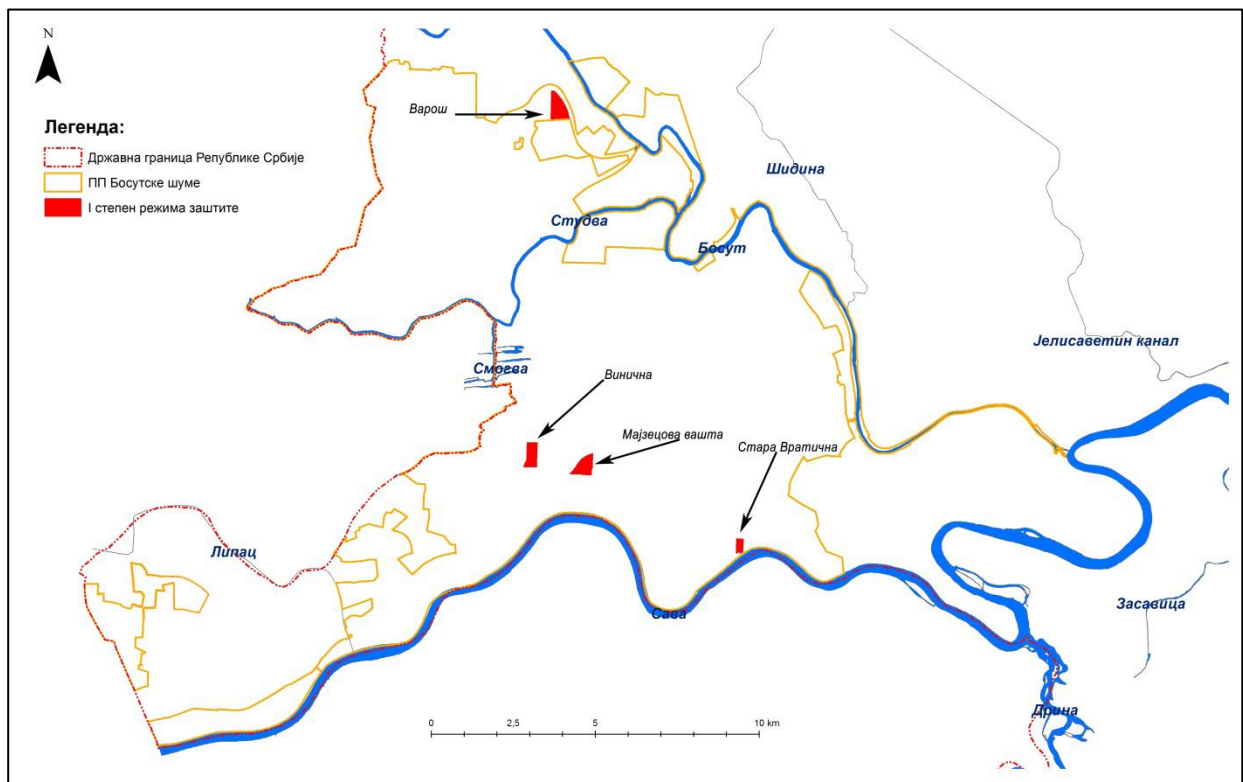 N
Варош
Легенда:
Државна граница Републике Србије
ПП Босутске шуме
I степен режима заштите
Шидина
Студва
Босут
Јелисаветин канал
Смогва
Винична
Мајзецова вашта
Стара Вратична
Липац
Сава
Засавица
Дрина
0 2,5 5 10 km